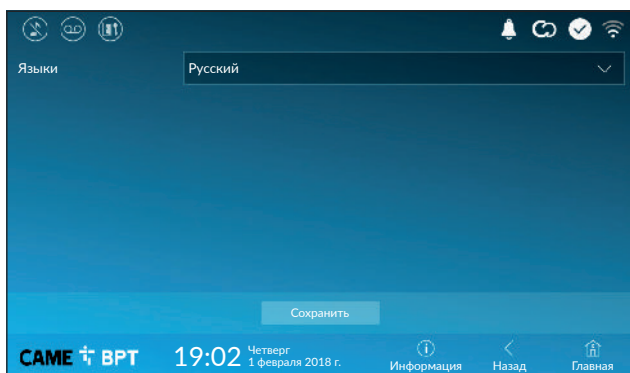 Языки
Русский
Сохранить
CAME BPT
19:02
Четверг
1 февраля 2018 г.
Информация
Назад
Главная